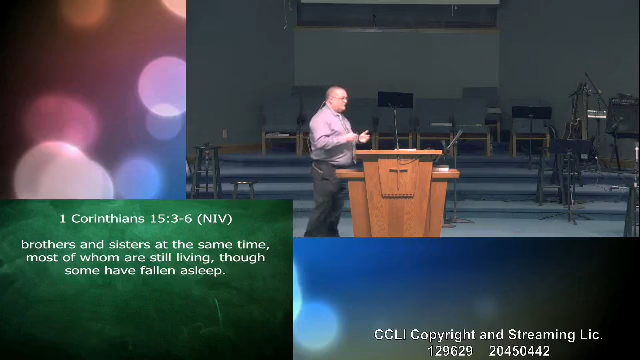 1 Corinthians 15:3-6 (NIV)
brothers and sisters at the same time,
most of whom are still living, though
some have fallen asleep.
CCLI Copyright and Streaming Lic.
129629 20450442